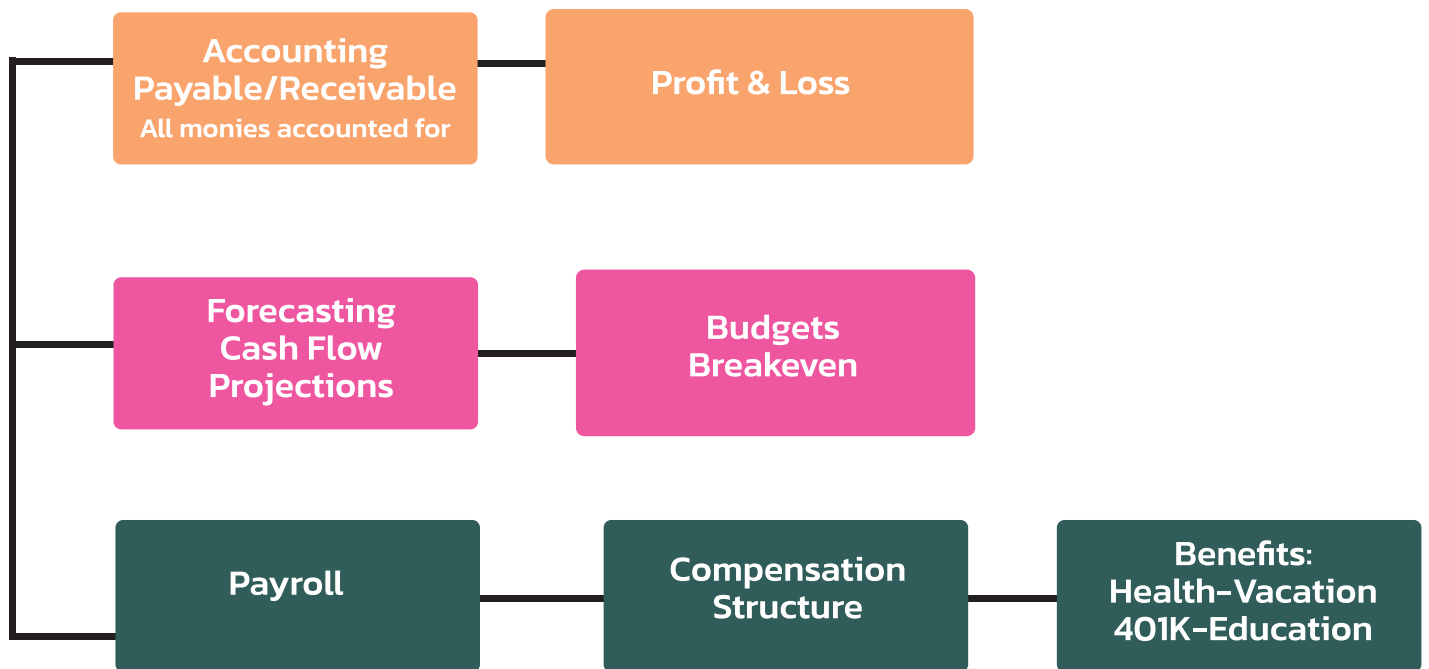 Accounting
Payable/Receivable
All monies accounted for
Profit & Loss
Forecasting
Cash Flow
Projections
Budgets
Breakeven
Payroll
Compensation
Structure
Benefits:
Health-Vacation
401K-Education